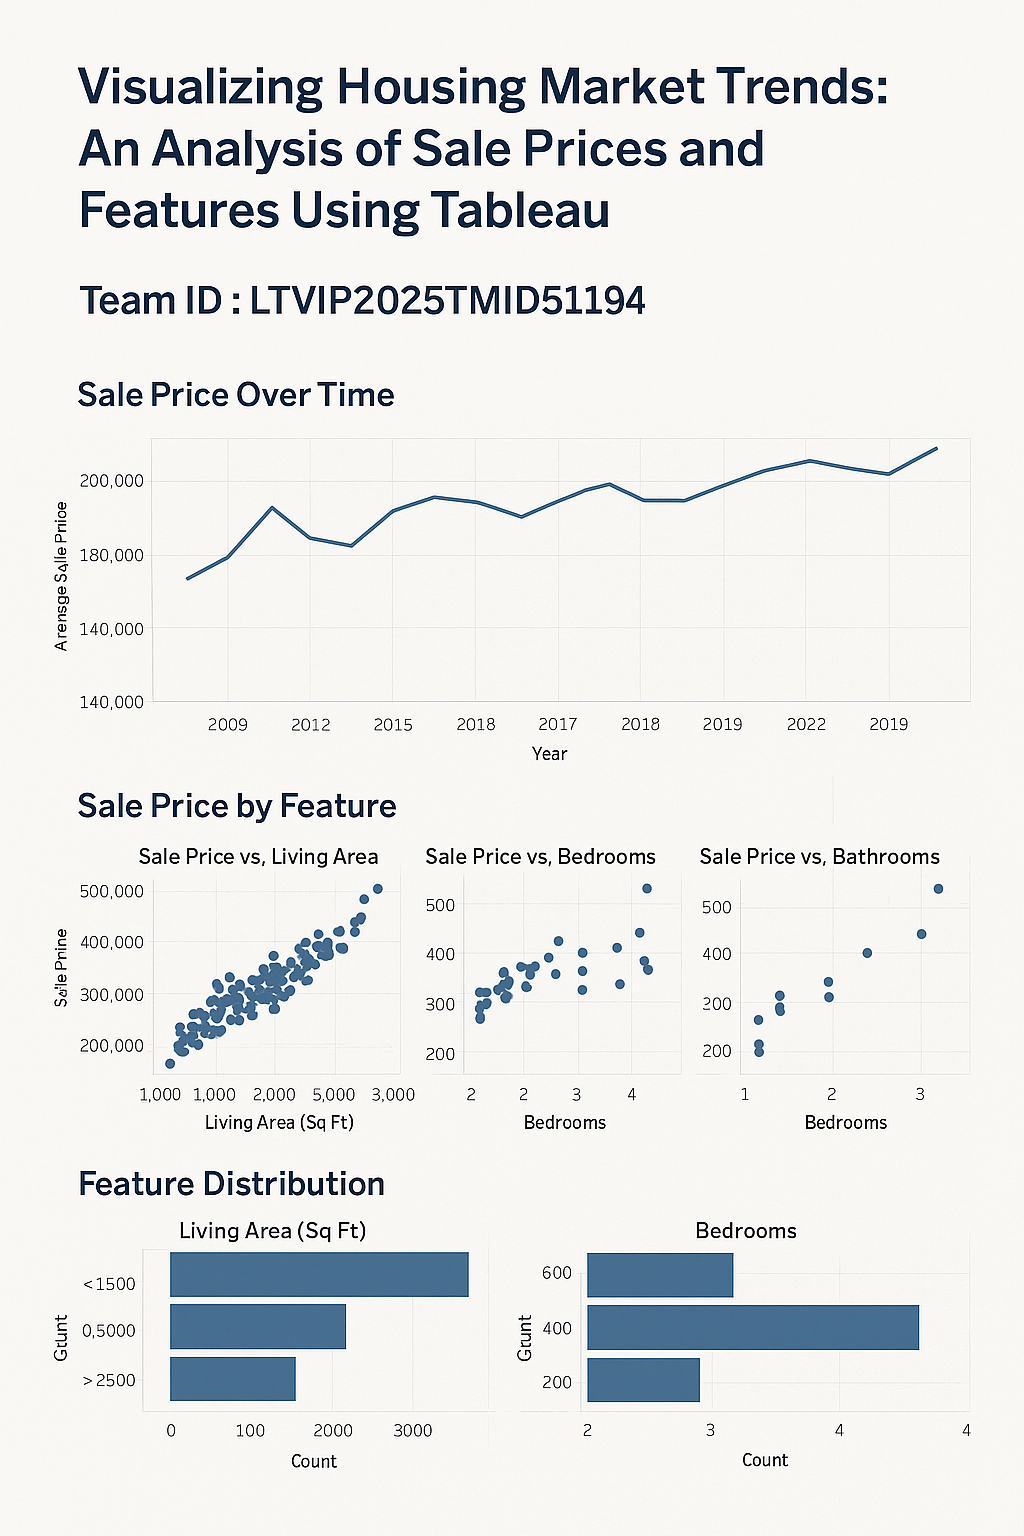 Visualizing Housing Market Trends:
An Analysis of Sale Prices and
Features Using Tableau
Team ID : LTVIP2025TMID51194
Sale Price Over Time
Arensge Salle Prioe
200,000
180,000
140,000
140,000
2009 2012 2015 2018 2017 2018 2019 2022 2019
Year
Sale Price by Feature
Sale Price vs, Living Area
Sale Pnine
500,000
400,000
300,000
200,000
1,000 1,000 2,000 5,000 3,000
Living Area (Sq Ft)
Sale Price vs, Bedrooms
500
400
300
200
2 2 3 4
Bedrooms
Sale Price vs, Bathrooms
500
400
200
200
1 2 3
Bedrooms
Feature Distribution
Living Area (Sq Ft)
Gtunt
<1500
0,5000
>2500
0 100 2000 3000
Count
Bedrooms
Grunt
600
400
200
2 3 4 4
Count